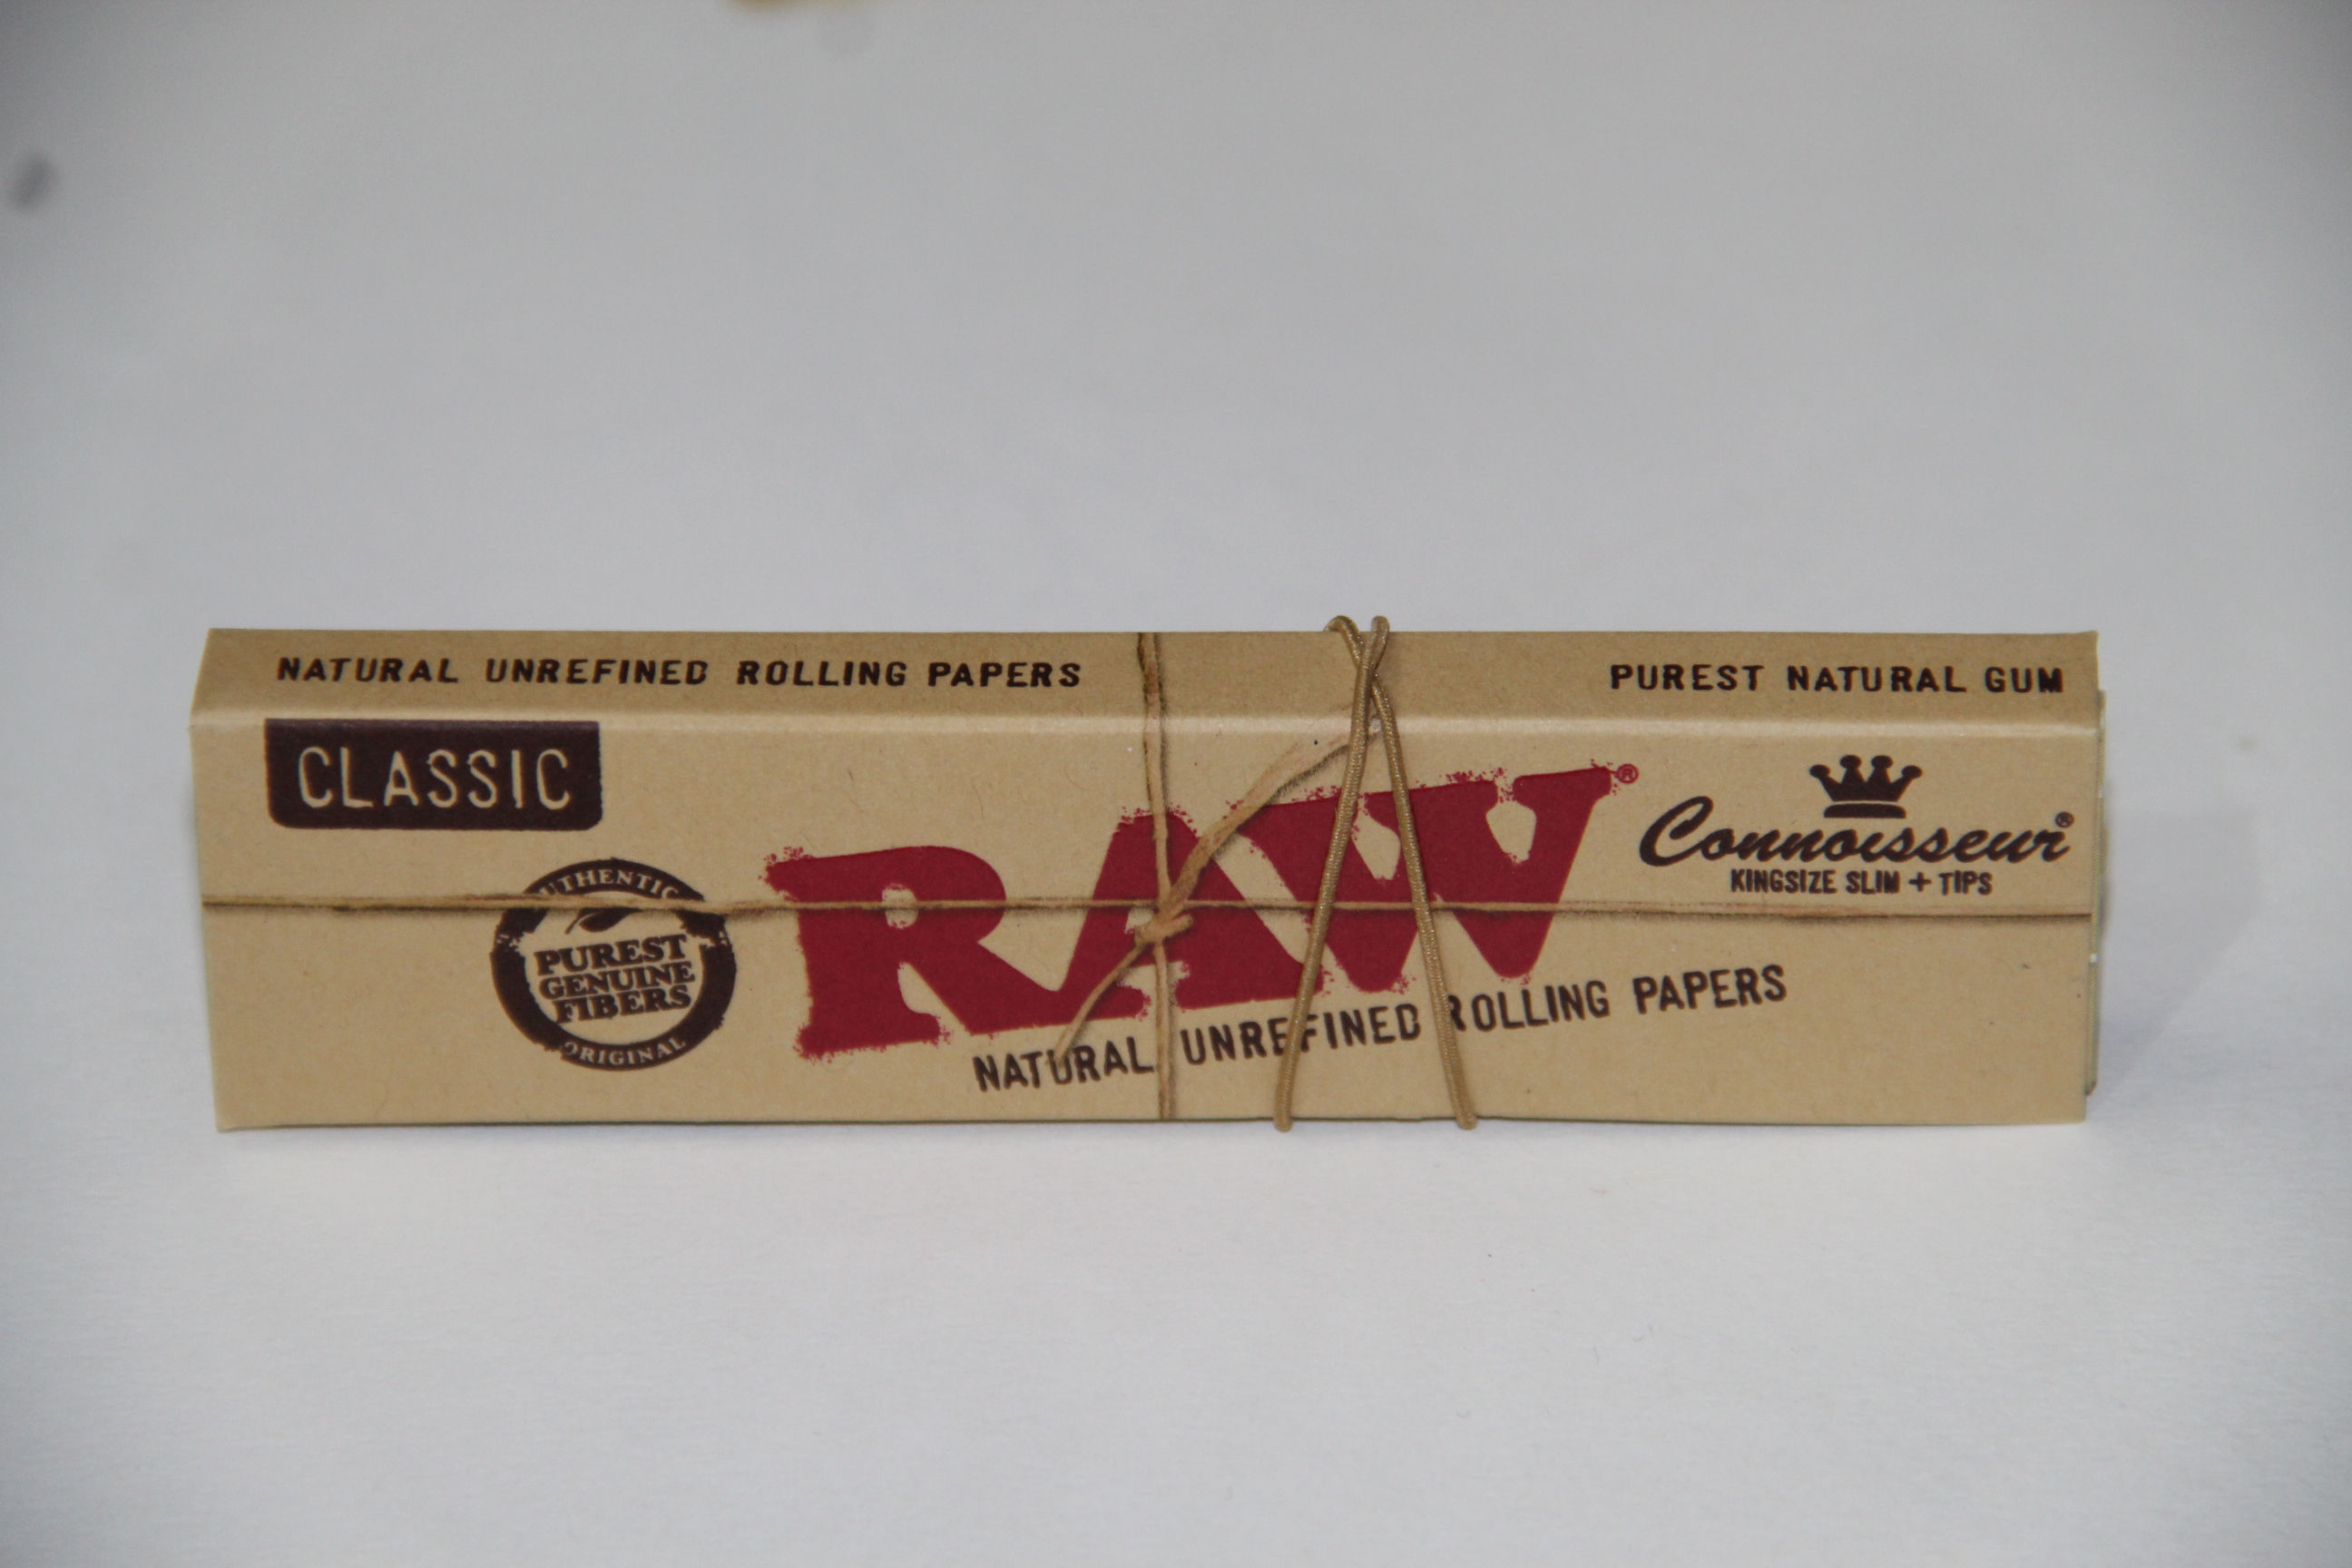 NATURAL UNREFINED ROLLING PAPERS
PUREST NATURAL GUM
CLASSIC
AUTHENTIC
PUREST
GENUINE
FIBERS
ORIGINAL
RAW®
NATURAL UNREFINED ROLLING PAPERS
Connoisseur®
KINGSIZE SLIM + TIPS